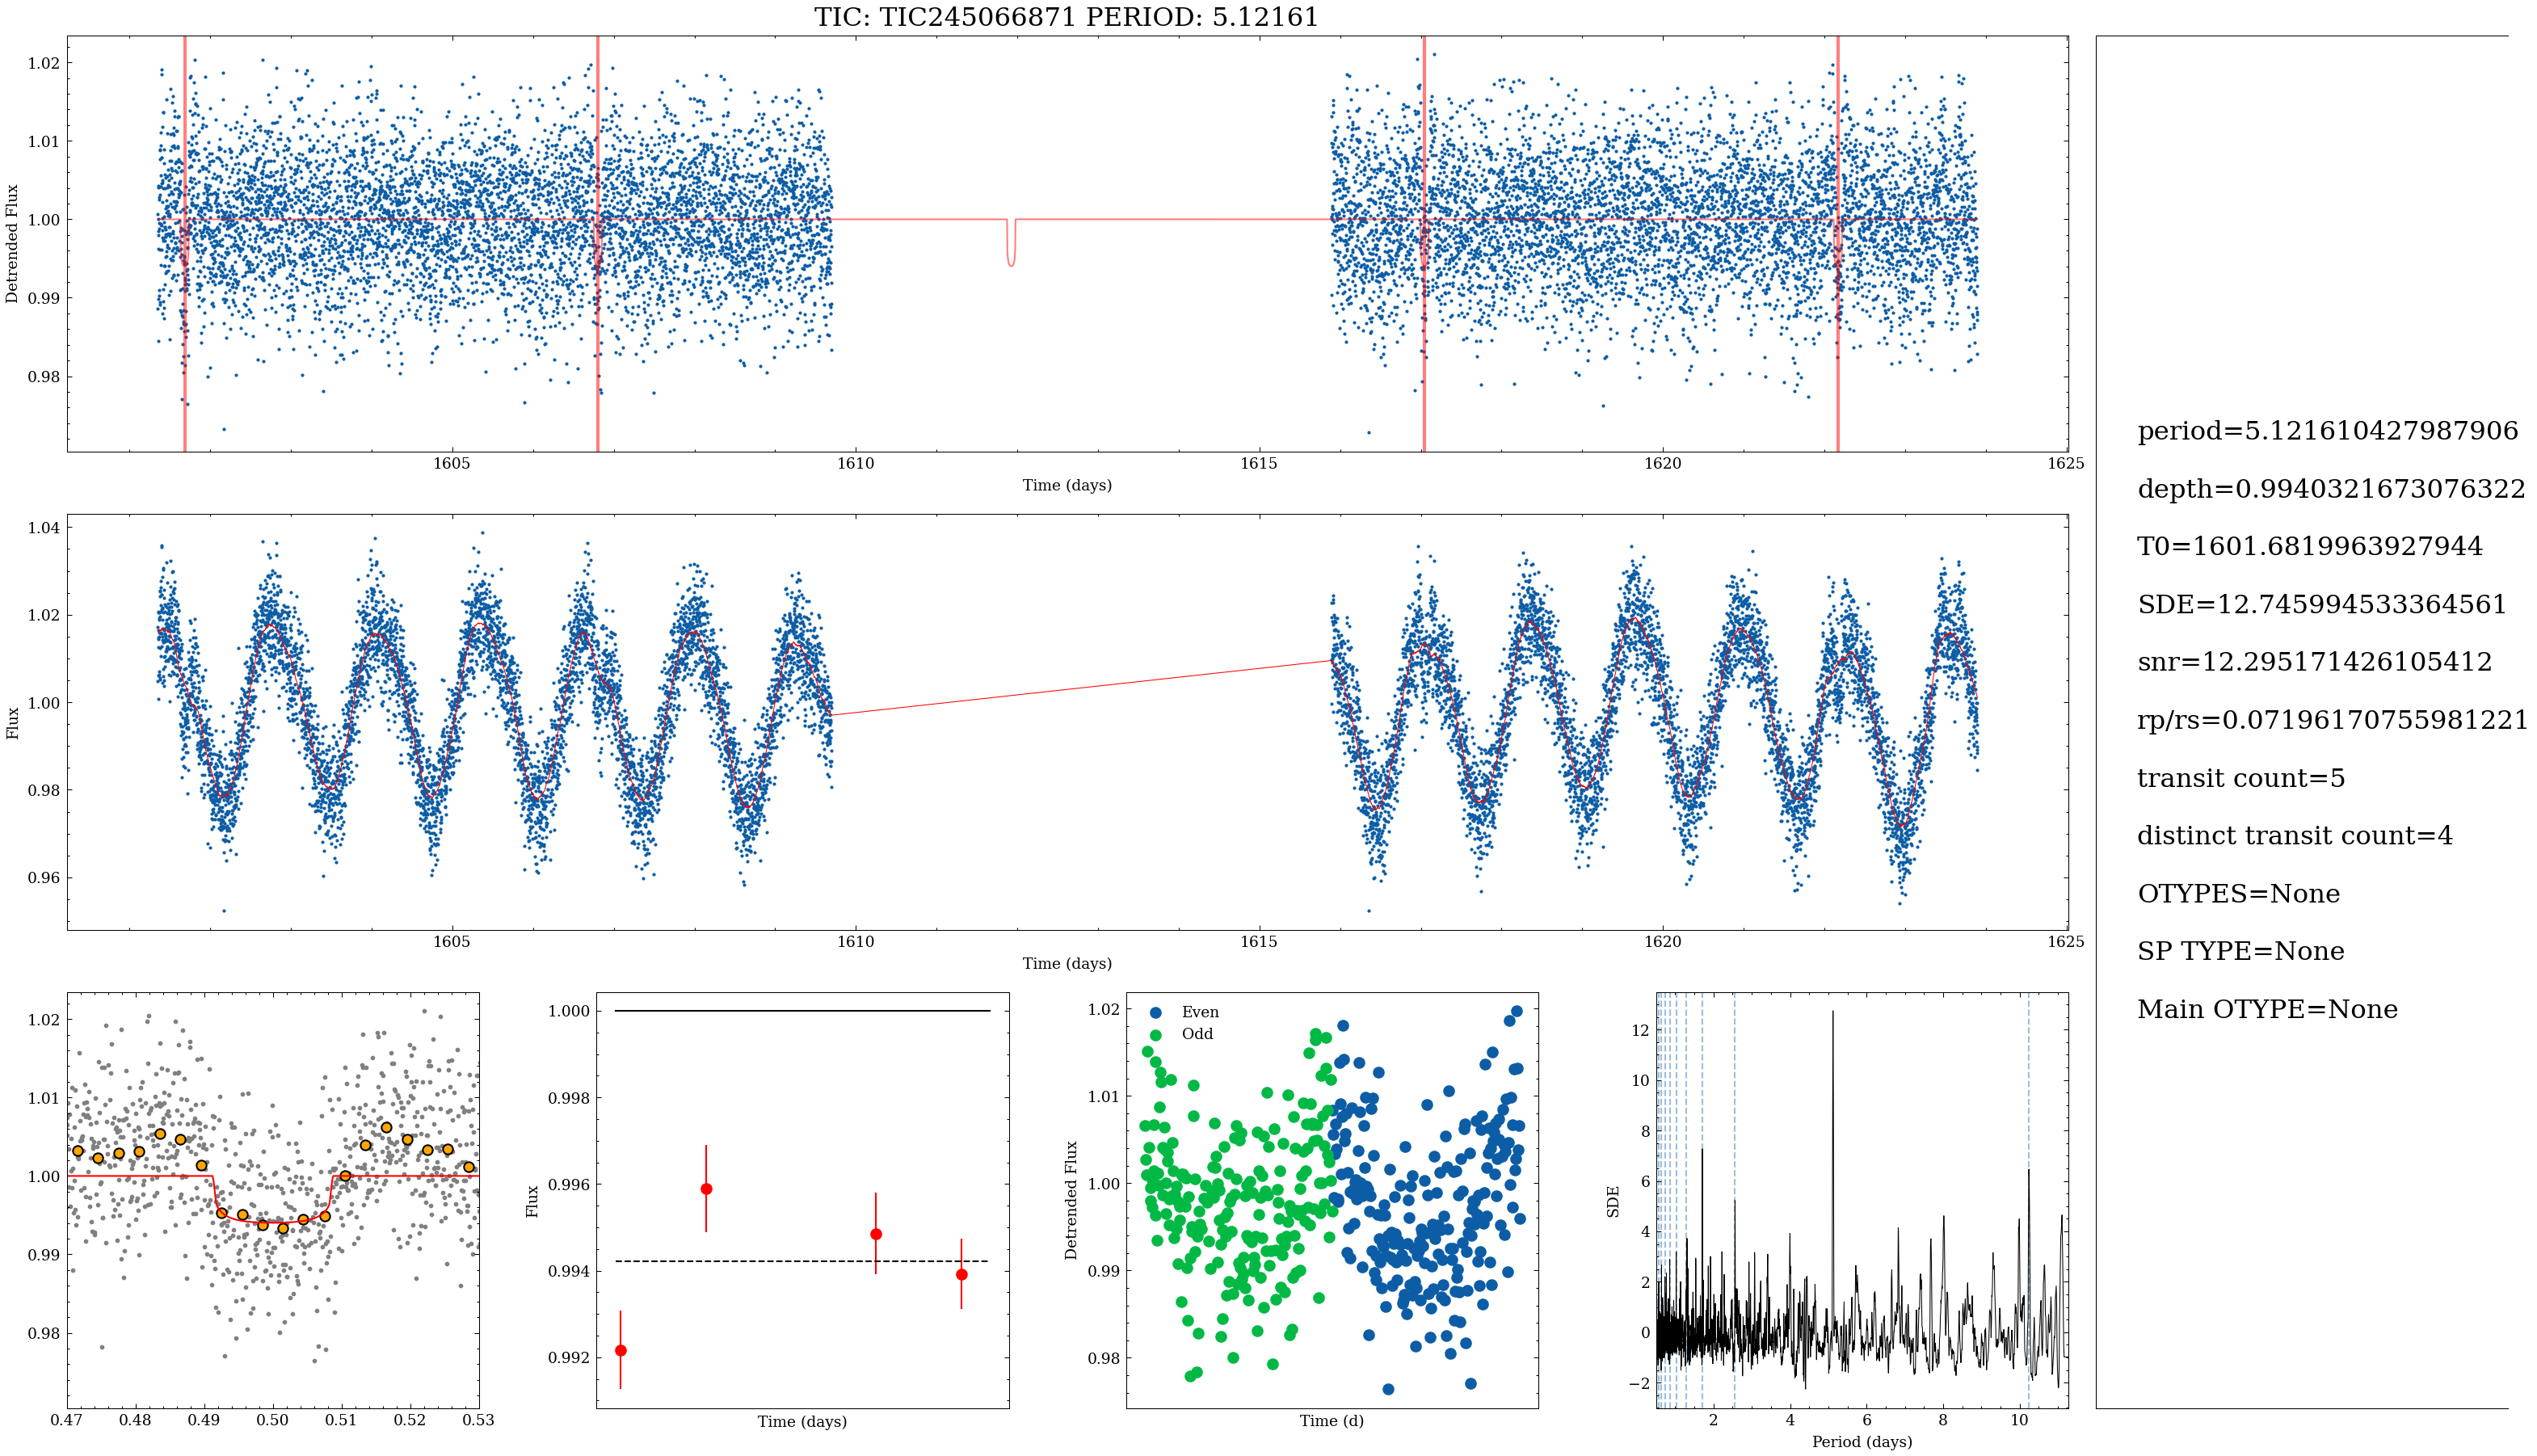 TIC: TIC245066871 PERIOD: 5.12161
1.02
1.01
1.00
0.99
0.98
Detrended Flux
1605
1610
1615
1620
1625
Time (days)
1.04
1.02
1.00
0.98
0.96
Flux
1605
1610
1615
1620
1625
Time (days)
period=5.121610427987906
depth=0.9940321673076322
T0=1601.6819963927944
SDE=12.745994533364561
snr=12.295171426105412
rp/rs=0.07196170755981221
transit count=5
distinct transit count=4
OTYPES=None
SP TYPE=None
Main OTYPE=None
1.02
1.01
1.00
0.99
0.98
0.47
0.48
0.49
0.50
0.51
0.52
0.53
1.000
0.998
0.996
0.994
0.992
Flux
Time (days)
Even
Odd
1.02
1.01
1.00
0.99
0.98
Detrended Flux
Time (d)
12
10
8
6
4
2
0
−2
SDE
2
4
6
8
10
Period (days)